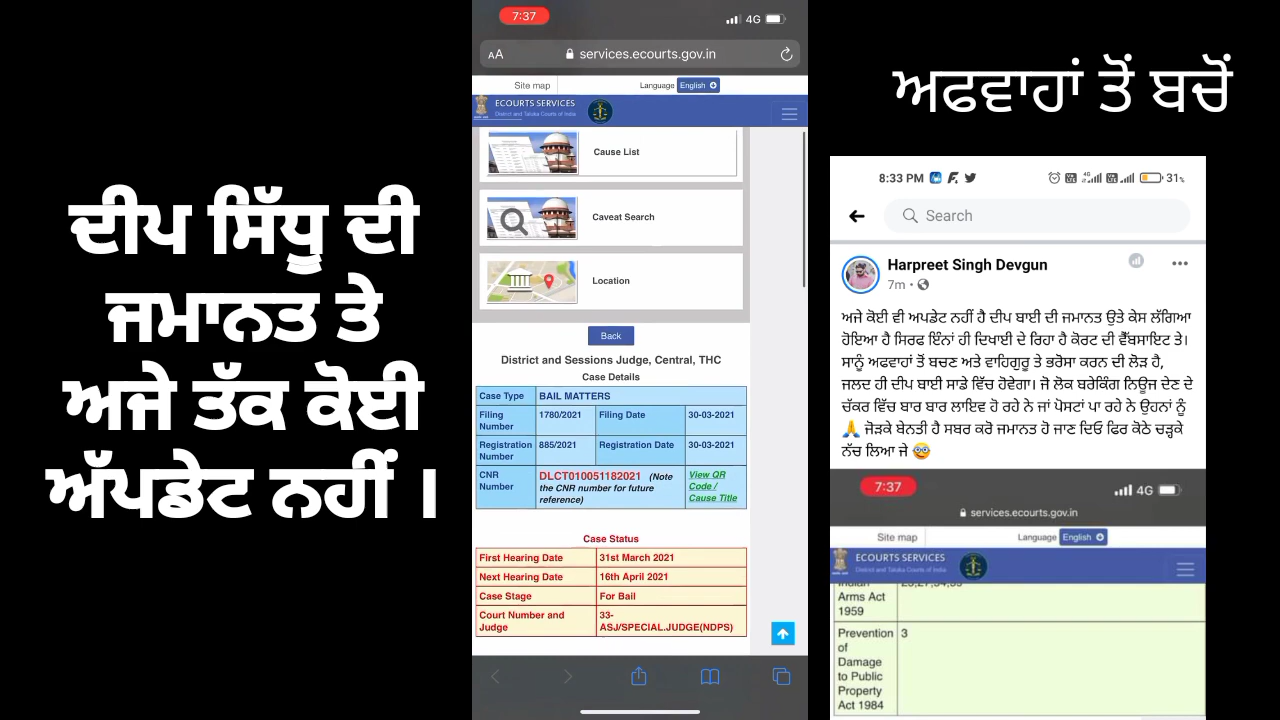 ਦੀਪ ਸਿੱਧੂ ਦੀ
ਜਮਾਨਤ ਤੇ
ਅਜੇ ਤੱਕ ਕੋਈ
ਅੱਪਡੇਟ ਨਹੀਂ ।
7:37
4G
AA
services.ecourts.gov.in
Site map
Language English
ECOURTS SERVICES
District and Taluka Courts of India
Cause List
Caveat Search
Location
Back
District and Sessions Judge, Central, THC
Case Details
Case Type BAIL MATTERS
Filing Number 1780/2021 Filing Date 30-03-2021
Registration Number 885/2021 Registration Date 30-03-2021
CNR Number DLCT010051182021 (Note the CNR number for future reference) View QR Code / Cause Title
Case Status
First Hearing Date 31st March 2021
Next Hearing Date 16th April 2021
Case Stage For Bail
Court Number and Judge 33-ASJ/SPECIAL.JUDGE(NDPS)
ਅਫਵਾਹਾਂ ਤੋਂ ਬਚੋਂ
8:33 PM
4G
31%
Search
Harpreet Singh Devgun
7m
ਅਜੇ ਕੋਈ ਵੀ ਅਪਡੇਟ ਨਹੀਂ ਹੈ ਦੀਪ ਬਾਈ ਦੀ ਜਮਾਨਤ ਉਤੇ ਕੇਸ ਲੱਗਿਆ
ਹੋਇਆ ਹੈ ਸਿਰਫ ਇੰਨਾਂ ਹੀ ਦਿਖਾਈ ਦੇ ਰਿਹਾ ਹੈ ਕੋਰਟ ਦੀ ਵੈੱਬਸਾਇਟ ਤੇ।
ਸਾਨੂੰ ਅਫਵਾਹਾਂ ਤੋਂ ਬਚਣ ਅਤੇ ਵਾਹਿਗੁਰੂ ਤੇ ਭਰੋਸਾ ਕਰਨ ਦੀ ਲੋੜ ਹੈ,
ਜਲਦ ਹੀ ਦੀਪ ਬਾਈ ਸਾਡੇ ਵਿੱਚ ਹੋਵੇਗਾ। ਜੋ ਲੋਕ ਬਰੇਕਿੰਗ ਨਿਊਜ ਦੇਣ ਦੇ
ਚੱਕਰ ਵਿੱਚ ਬਾਰ ਬਾਰ ਲਾਇਵ ਹੋ ਰਹੇ ਨੇ ਜਾਂ ਪੋਸਟਾਂ ਪਾ ਰਹੇ ਨੇ ਉਹਨਾਂ ਨੂੰ
🙏 ਜੋੜਕੇ ਬੇਨਤੀ ਹੈ ਸਬਰ ਕਰੋ ਜਮਾਨਤ ਹੋ ਜਾਣ ਦਿਓ ਫਿਰ ਕੋਠੇ ਚੜ੍ਹਕੇ
ਨੱਚ ਲਿਆ ਜੇ 🤓
7:37
4G
services.ecourts.gov.in
Site map
Language English
ECOURTS SERVICES
District and Taluka Courts of India
Arms Act
1959
Prevention 3
of
Damage
to Public
Property
Act 1984